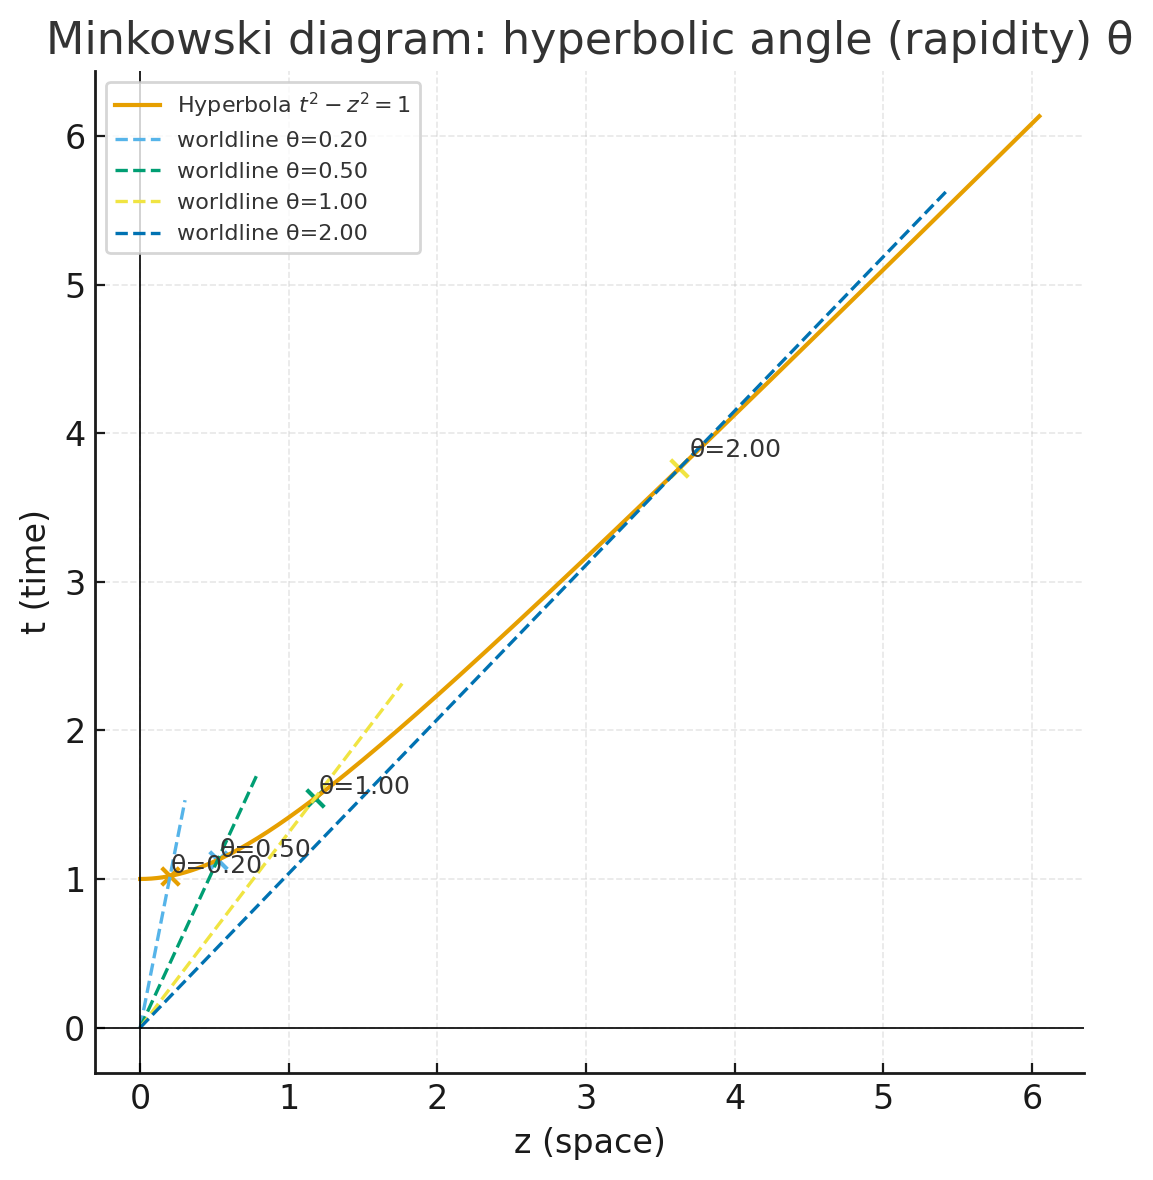 Minkowski diagram: hyperbolic angle (rapidity) θ
Hyperbola $t^2 - z^2 = 1$
worldline θ=0.20
worldline θ=0.50
worldline θ=1.00
worldline θ=2.00
6
5
4
3
2
1
0
t (time)
θ=2.00
θ=1.00
θ=0.50
θ=0.20
0 1 2 3 4 5 6
z (space)